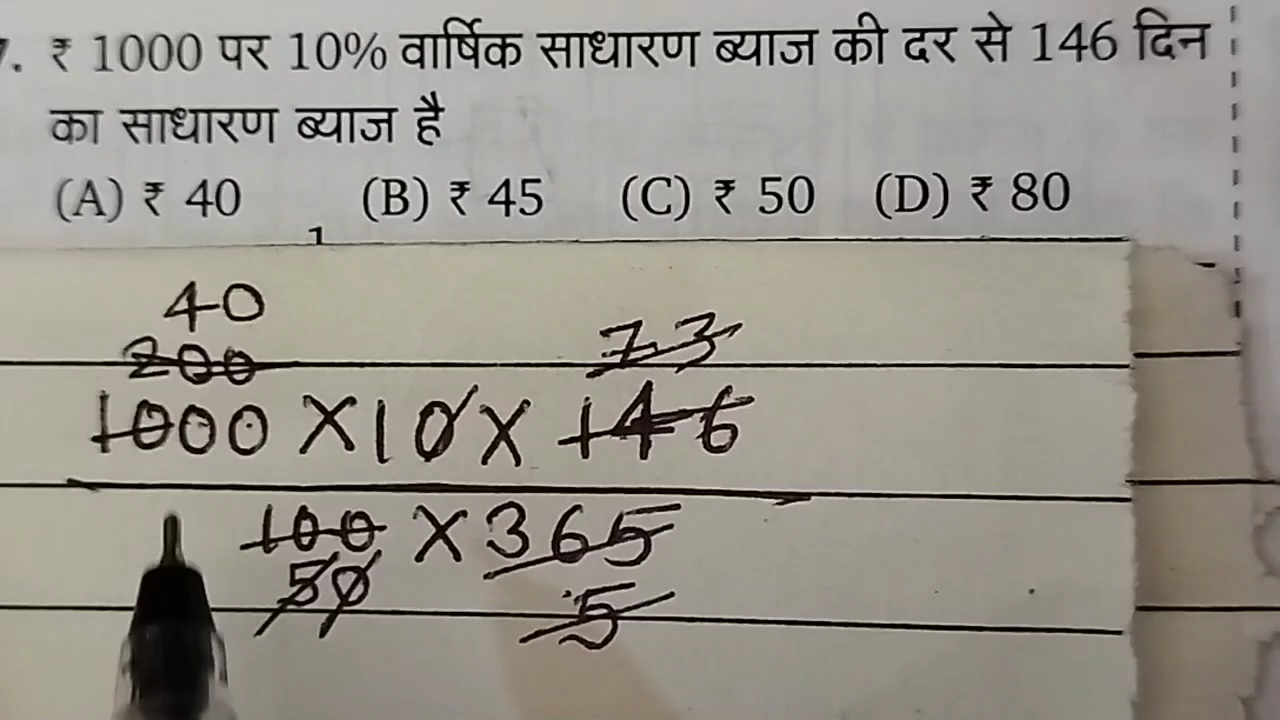 7. ₹ 1000 पर 10% वार्षिक साधारण ब्याज की दर से 146 दिन
का साधारण ब्याज है
(A) ₹ 40 (B) ₹ 45 (C) ₹ 50 (D) ₹ 80
1
40
200 73
1000 X 10 X 146
100 X 365
50 5